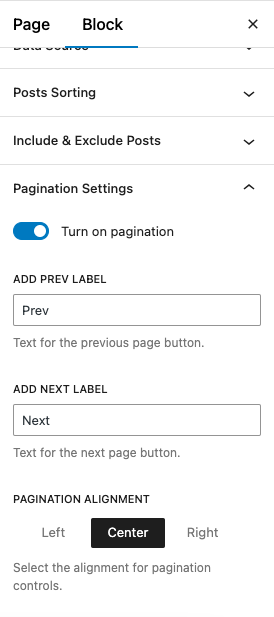 Page
Block
Data Source
Posts Sorting
Include & Exclude Posts
Pagination Settings
Turn on pagination
ADD PREV LABEL
Prev
Text for the previous page button.
ADD NEXT LABEL
Next
Text for the next page button.
PAGINATION ALIGNMENT
Left
Center
Right
Select the alignment for pagination
controls.